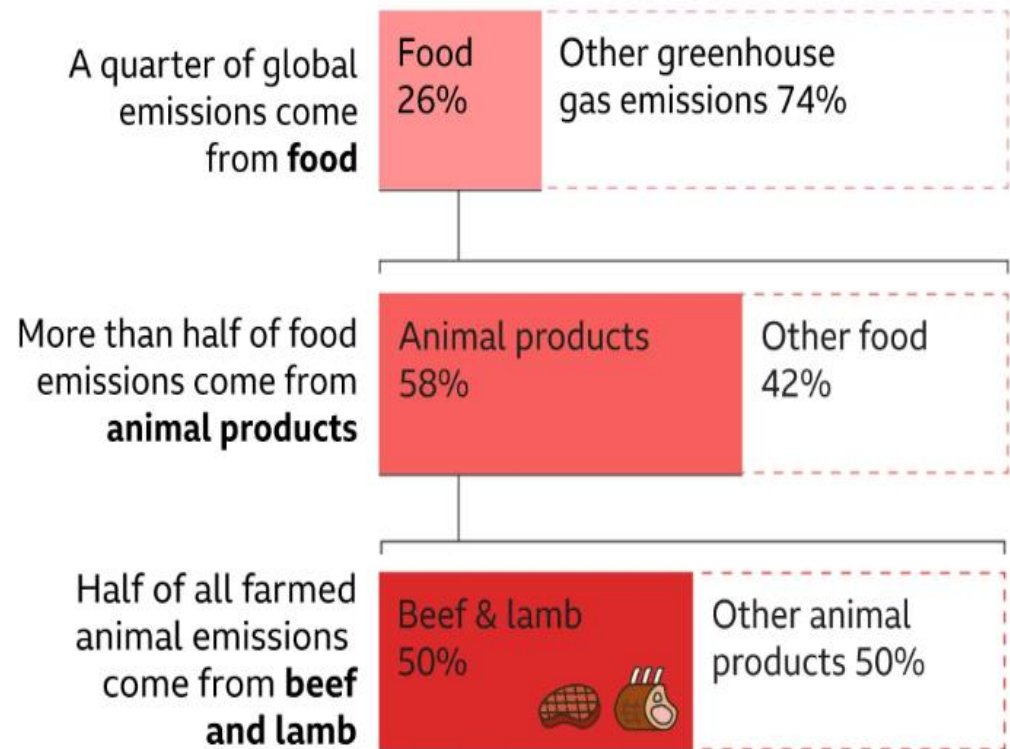 A quarter of global
emissions come
from food
Food
26%
Other greenhouse
gas emissions 74%
More than half of food
emissions come from
animal products
Animal products
58%
Other food
42%
Half of all farmed
animal emissions
come from beef
and lamb
Beef & lamb
50%
Other animal
products 50%